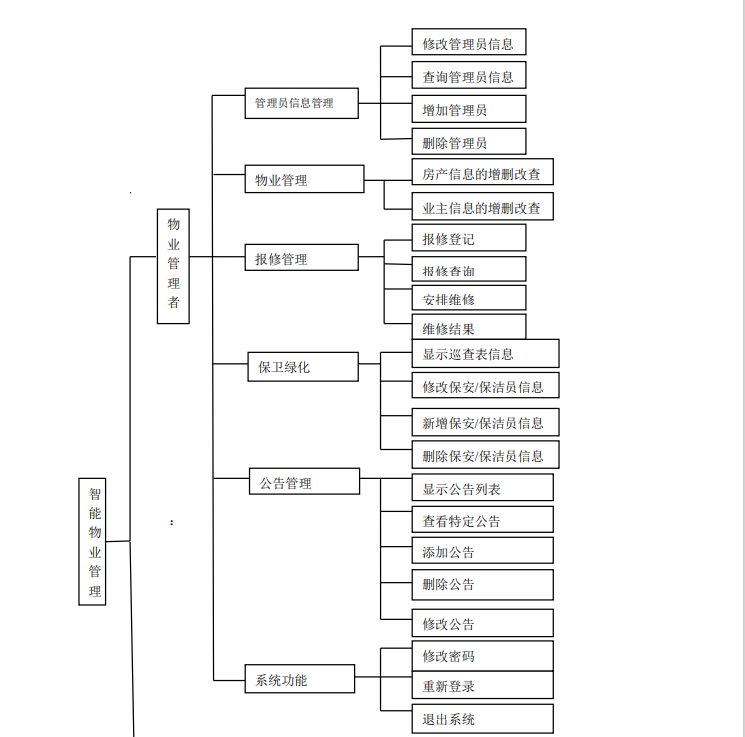 智能物业管理
物业管理者
管理员信息管理
修改管理员信息
查询管理员信息
增加管理员
删除管理员
物业管理
房产信息的增删改查
业主信息的增删改查
报修管理
报修登记
报修查询
安排维修
维修结果
保卫绿化
显示巡查表信息
修改保安/保洁员信息
新增保安/保洁员信息
删除保安/保洁员信息
公告管理
显示公告列表
查看特定公告
添加公告
删除公告
修改公告
系统功能
修改密码
重新登录
退出系统